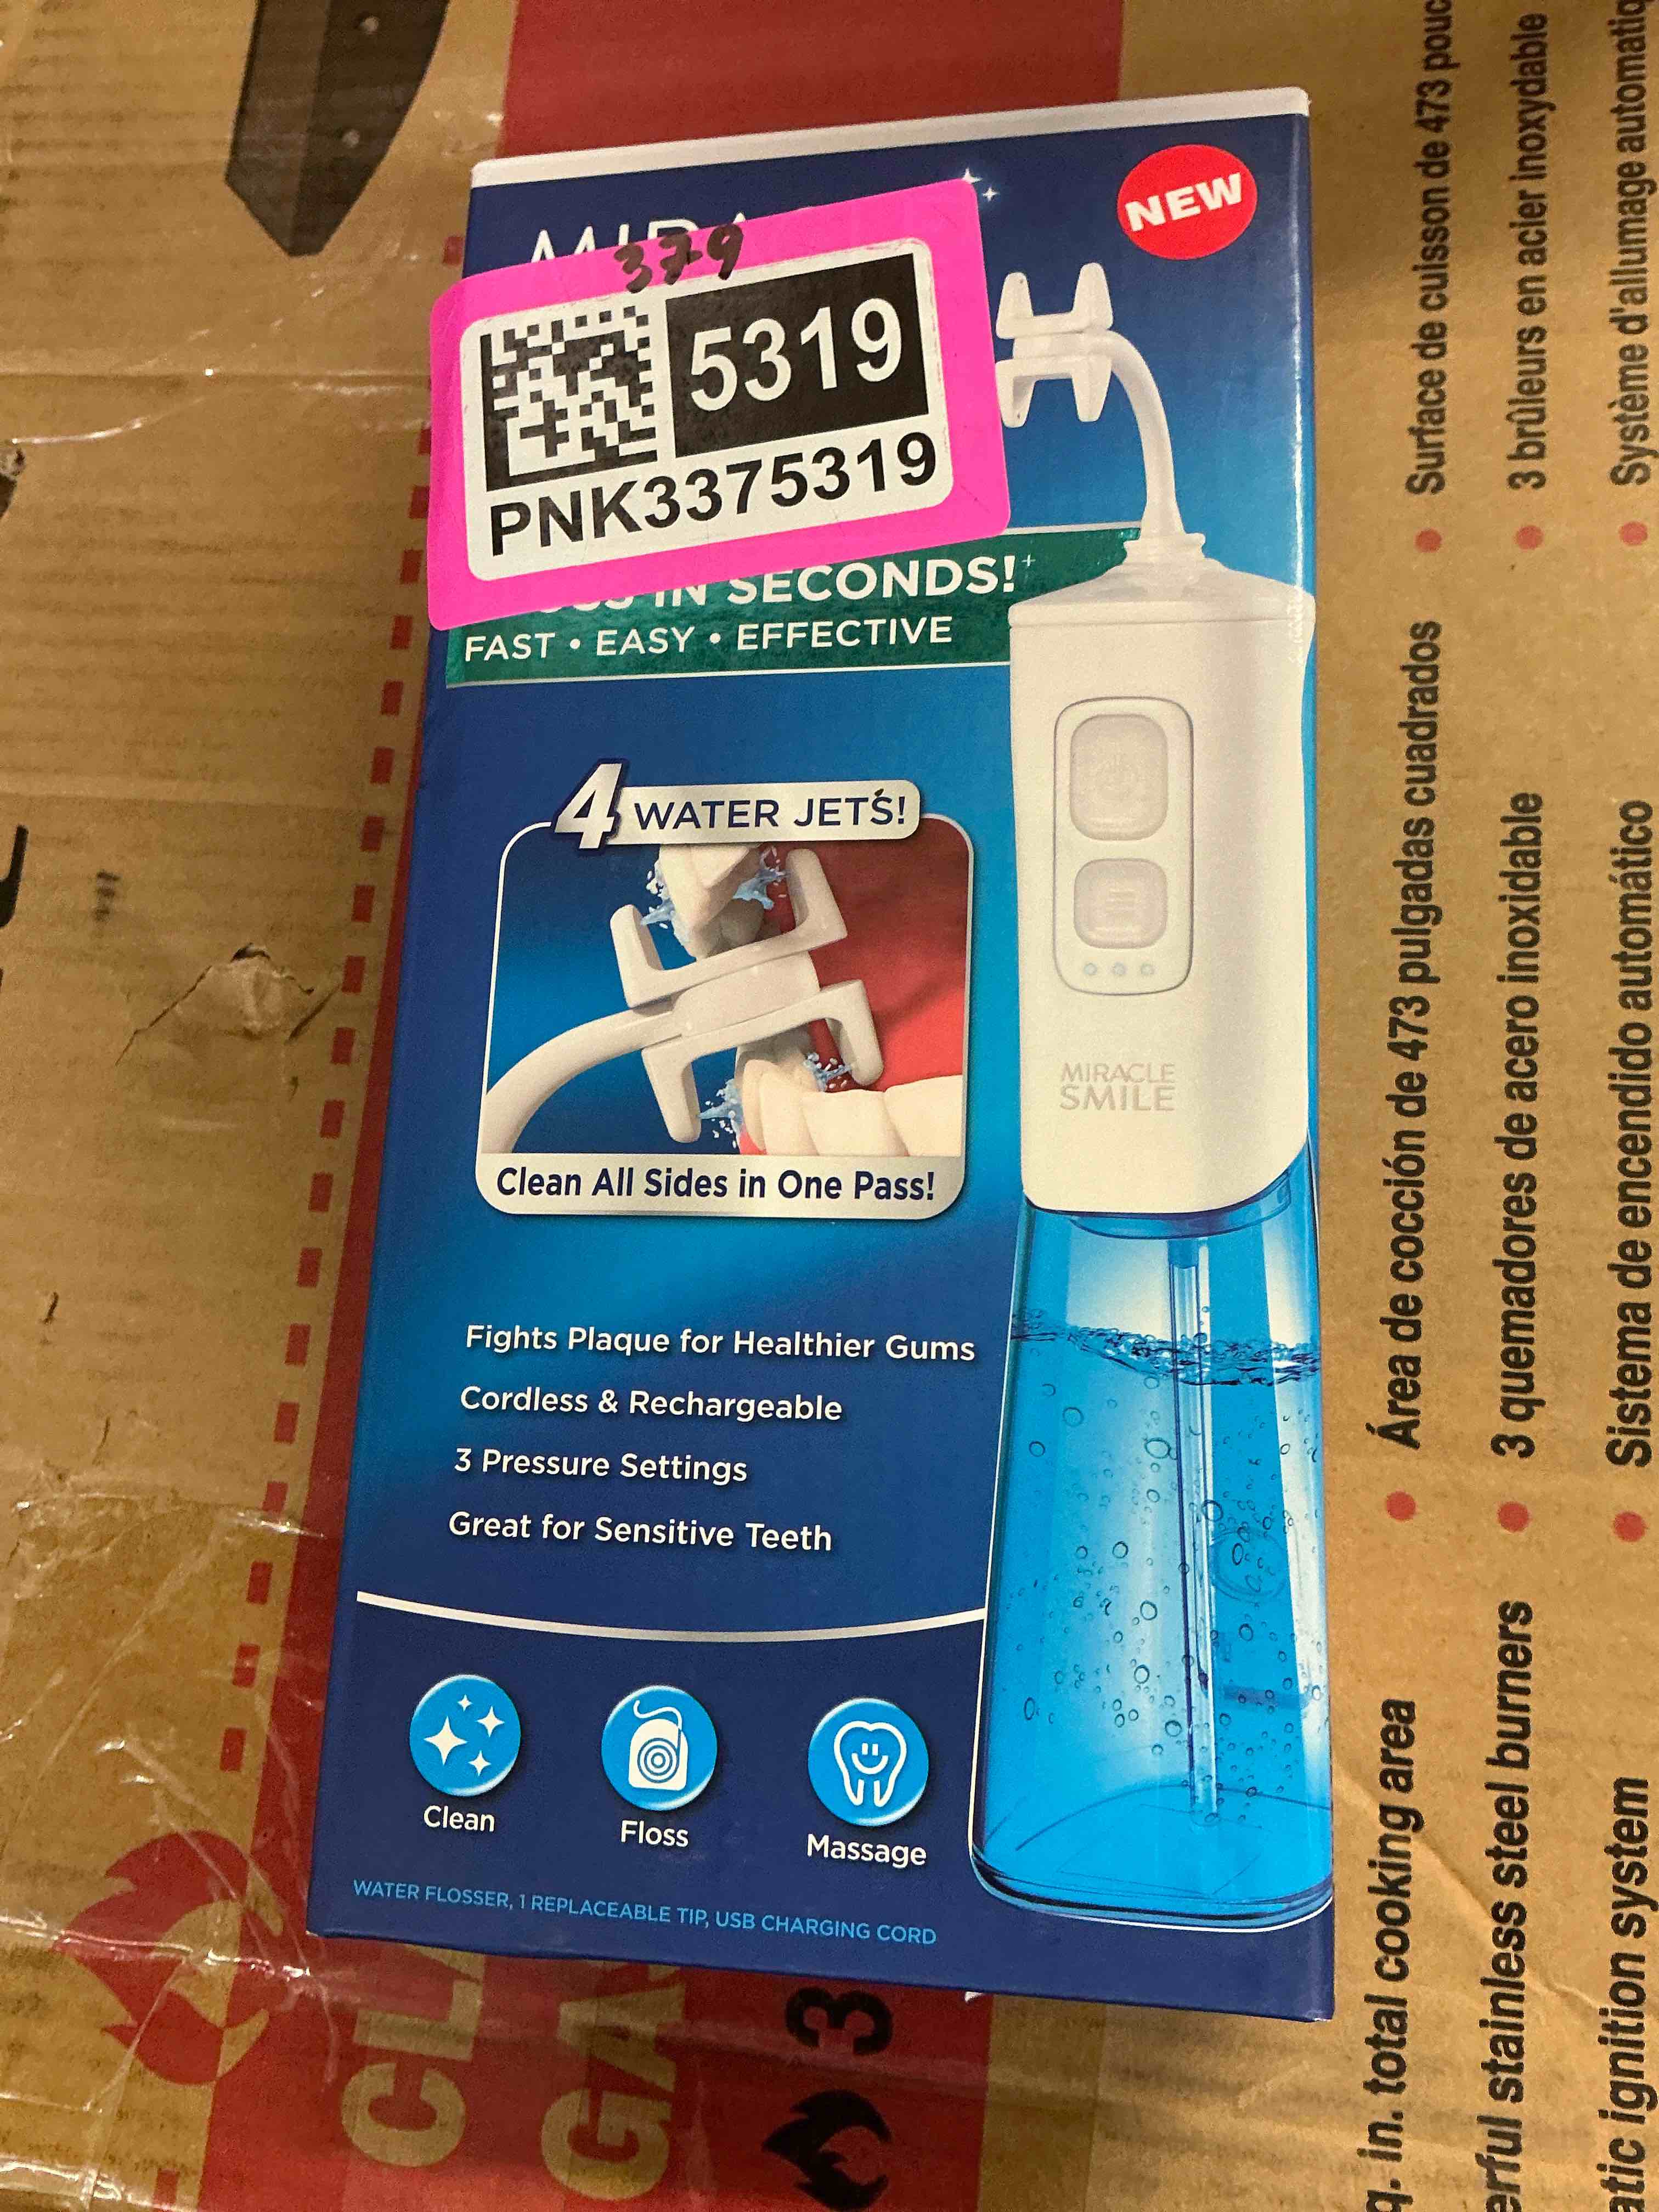 NEW
379
5319
PNK3375319
IN SECONDS!+
FAST • EASY • EFFECTIVE
4 WATER JETS!
Clean All Sides in One Pass!
MIRACLE
SMILE
Fights Plaque for Healthier Gums
Cordless & Rechargeable
3 Pressure Settings
Great for Sensitive Teeth
Clean
Floss
Massage
WATER FLOSSER, 1 REPLACEABLE TIP, USB CHARGING CORD
• Surface de cuisson de 473
• 3 brûleurs en acier inoxydable
• Système d'allumage
• Área de cocción de 473 pulgadas cuadrados
• 3 quemadores de acero inoxidable
• Sistema de encendido automático
in. total cooking area
stainless steel burners
ignition system
3